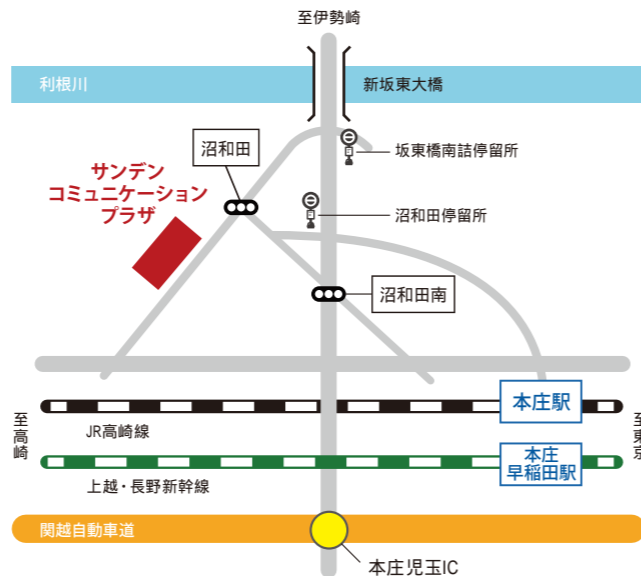 至伊勢崎
利根川
新坂東大橋
沼和田
坂東橋南詰停留所
サンデン
コミュニケーション
プラザ
沼和田停留所
沼和田南
本庄駅
至高崎
至東京
JR高崎線
本庄
早稲田駅
上越・長野新幹線
関越自動車道
本庄児玉IC